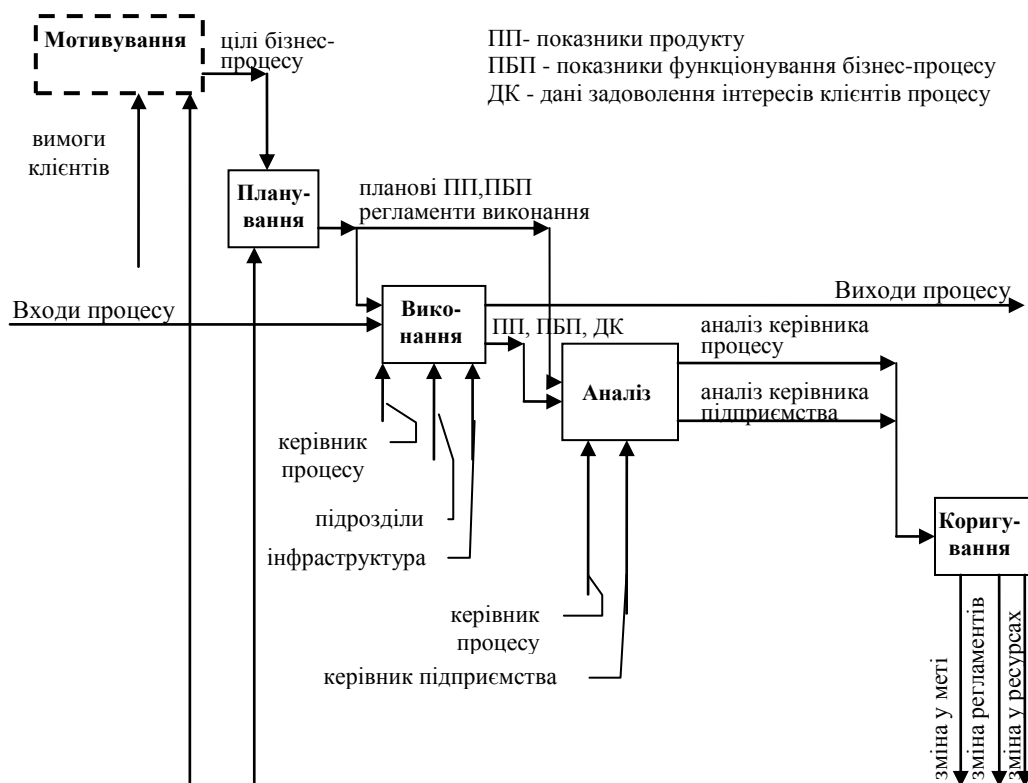 Мотивування
цілі бізнес-
процесу
ПП- показники продукту
ПБП - показники функціонування бізнес-процесу
ДК - дані задоволення інтересів клієнтів процесу
вимоги
клієнтів
Плану-
вання
планові ПП,ПБП
регламенти виконання
Входи процесу
Вико-
нання
Виходи процесу
ПП, ПБП, ДК
аналіз керівника
процесу
Аналіз
аналіз керівника
підприємства
керівник
процесу
підрозділи
інфраструктура
Коригу-
вання
керівник
процесу
керівник підприємства
зміна у меті
зміна регламентів
зміна у ресурсах